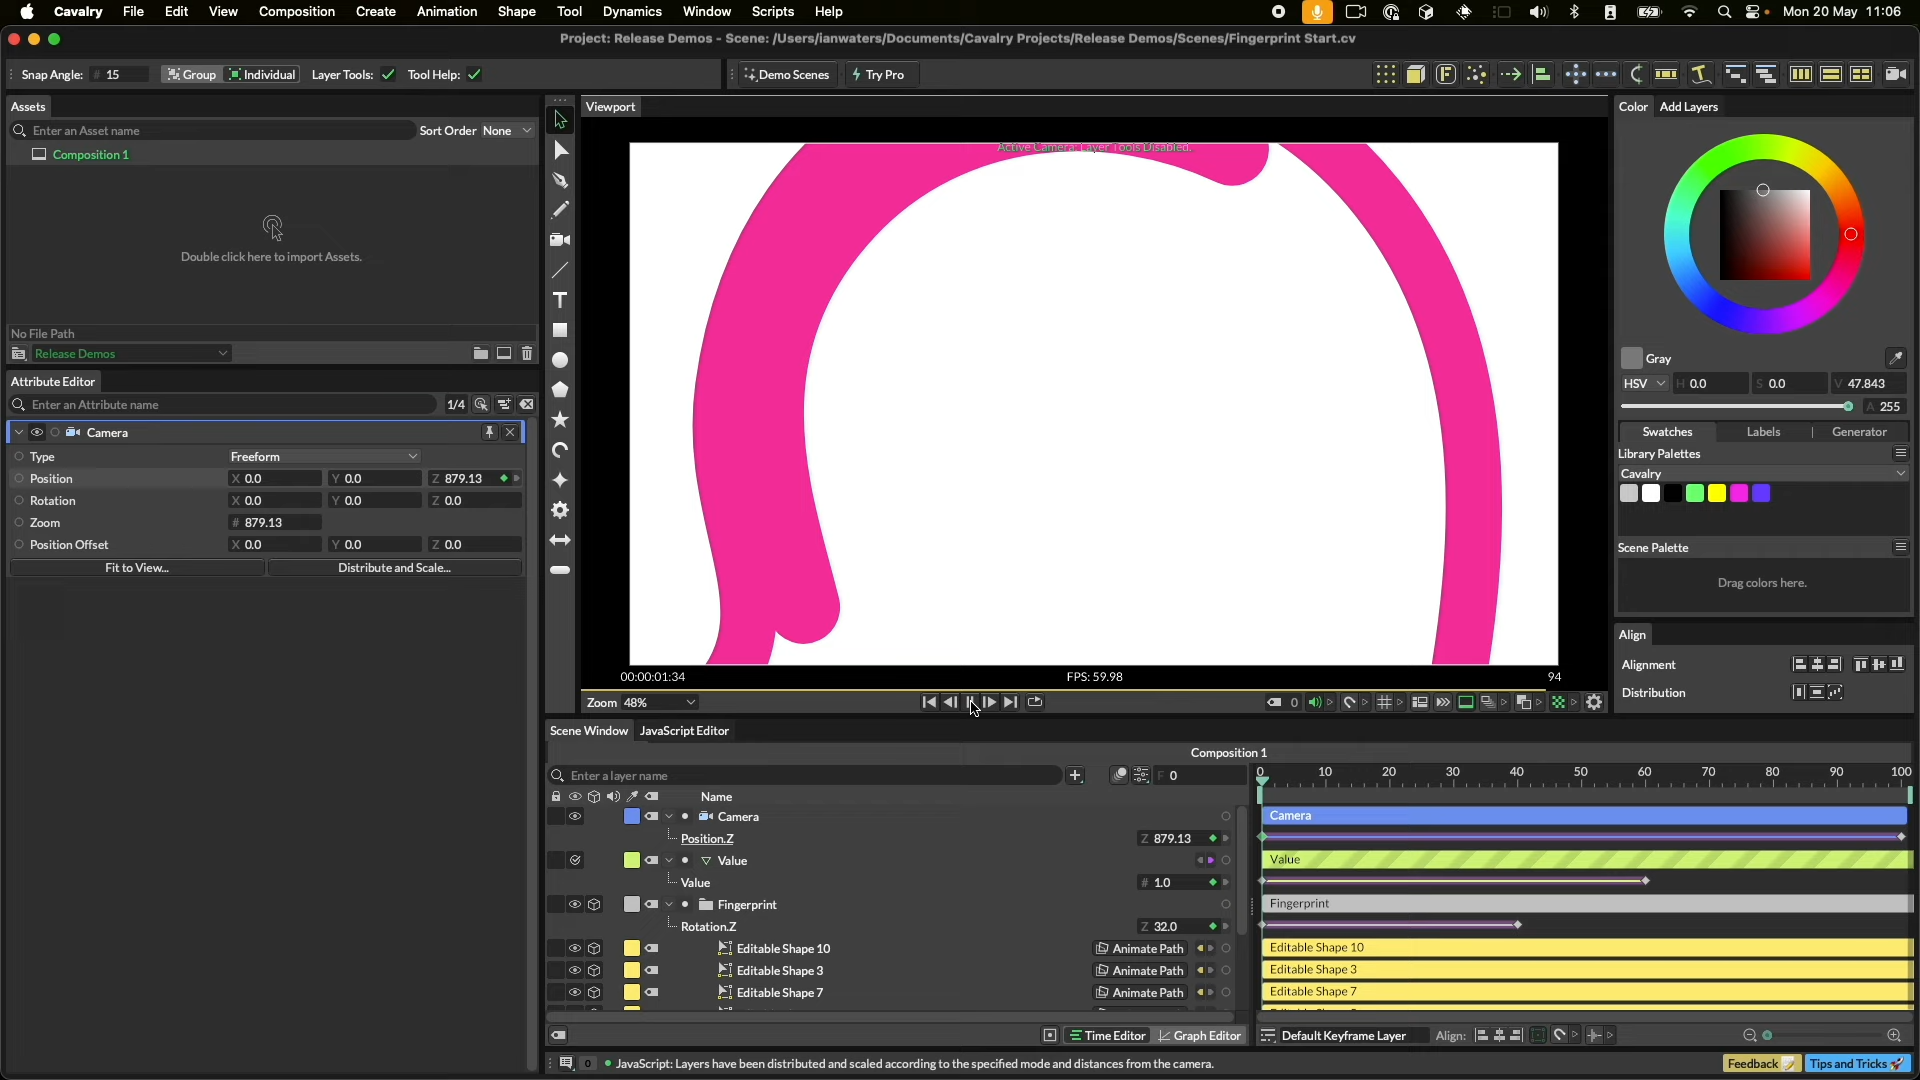 Cavalry File Edit View Composition Create Animation Shape Tool Dynamics Window Scripts Help Mon 20 May 11:06
Project: Release Demos - Scene: /Users/ianwaters/Documents/Cavalry Projects/Release Demos/Scenes/Fingerprint Start.cv
Snap Angle: # 15 Group Individual Layer Tools: Tool Help: Demo Scenes Try Pro
Assets
Enter an Asset name Sort Order None
Composition 1
Double click here to import Assets.
No File Path
Release Demos
Attribute Editor
Enter an Attribute name 1/4
Camera
Type Freeform
Position X 0.0 Y 0.0 Z 879.13
Rotation X 0.0 Y 0.0 Z 0.0
Zoom # 879.13
Position Offset X 0.0 Y 0.0 Z 0.0
Fit to View... Distribute and Scale...
Viewport
Active Camera: Layer Tools Disabled.
00:00:01:34 FPS: 59.98 94
Zoom 48% 0
Color Add Layers
Gray
HSV H 0.0 S 0.0 V 47.843
A 255
Swatches Labels Generator
Library Palettes
Cavalry
Scene Palette
Drag colors here.
Align
Alignment
Distribution
Scene Window JavaScript Editor
Composition 1
Enter a layer name F 0 0 10 20 30 40 50 60 70 80 90 100
Name
Camera Camera
Position.Z Z 879.13
Value Value
Value # 1.0
Fingerprint Fingerprint
Rotation.Z Z 32.0
Editable Shape 10 Animate Path Editable Shape 10
Editable Shape 3 Animate Path Editable Shape 3
Editable Shape 7 Animate Path Editable Shape 7
Time Editor Graph Editor Default Keyframe Layer Align:
0 JavaScript: Layers have been distributed and scaled according to the specified mode and distances from the camera. Feedback Tips and Tricks